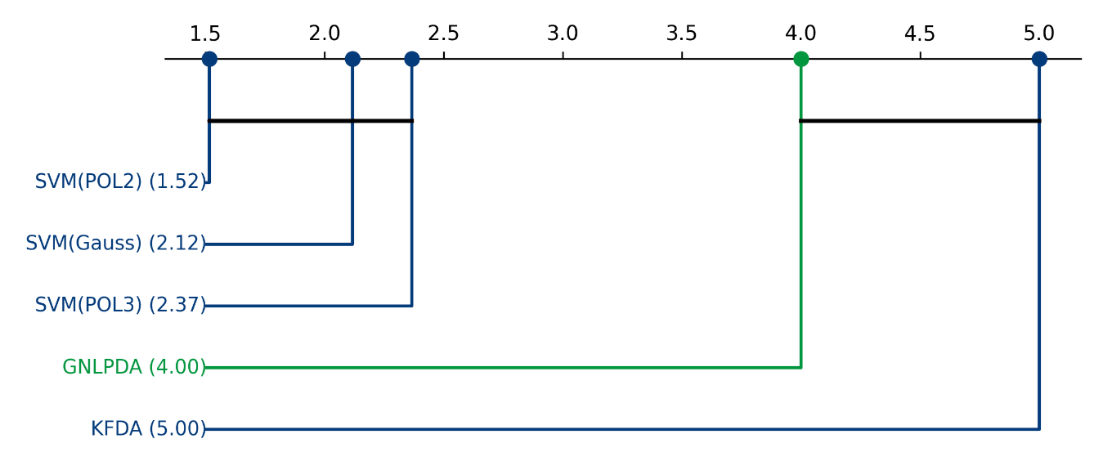 1.5 2.0 2.5 3.0 3.5 4.0 4.5 5.0
SVM(POL2) (1.52)
SVM(Gauss) (2.12)
SVM(POL3) (2.37)
GNLPDA (4.00)
KFDA (5.00)